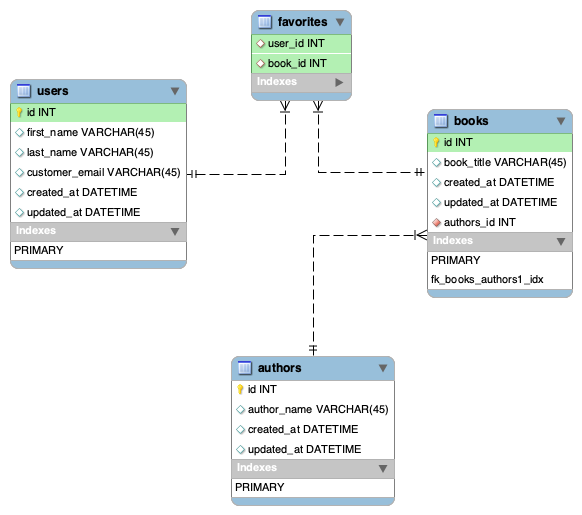 favorites
user_id INT
book_id INT
Indexes
users
id INT
first_name VARCHAR(45)
last_name VARCHAR(45)
customer_email VARCHAR(45)
created_at DATETIME
updated_at DATETIME
Indexes
PRIMARY
books
id INT
book_title VARCHAR(45)
created_at DATETIME
updated_at DATETIME
authors_id INT
Indexes
PRIMARY
fk_books_authors1_idx
authors
id INT
author_name VARCHAR(45)
created_at DATETIME
updated_at DATETIME
Indexes
PRIMARY